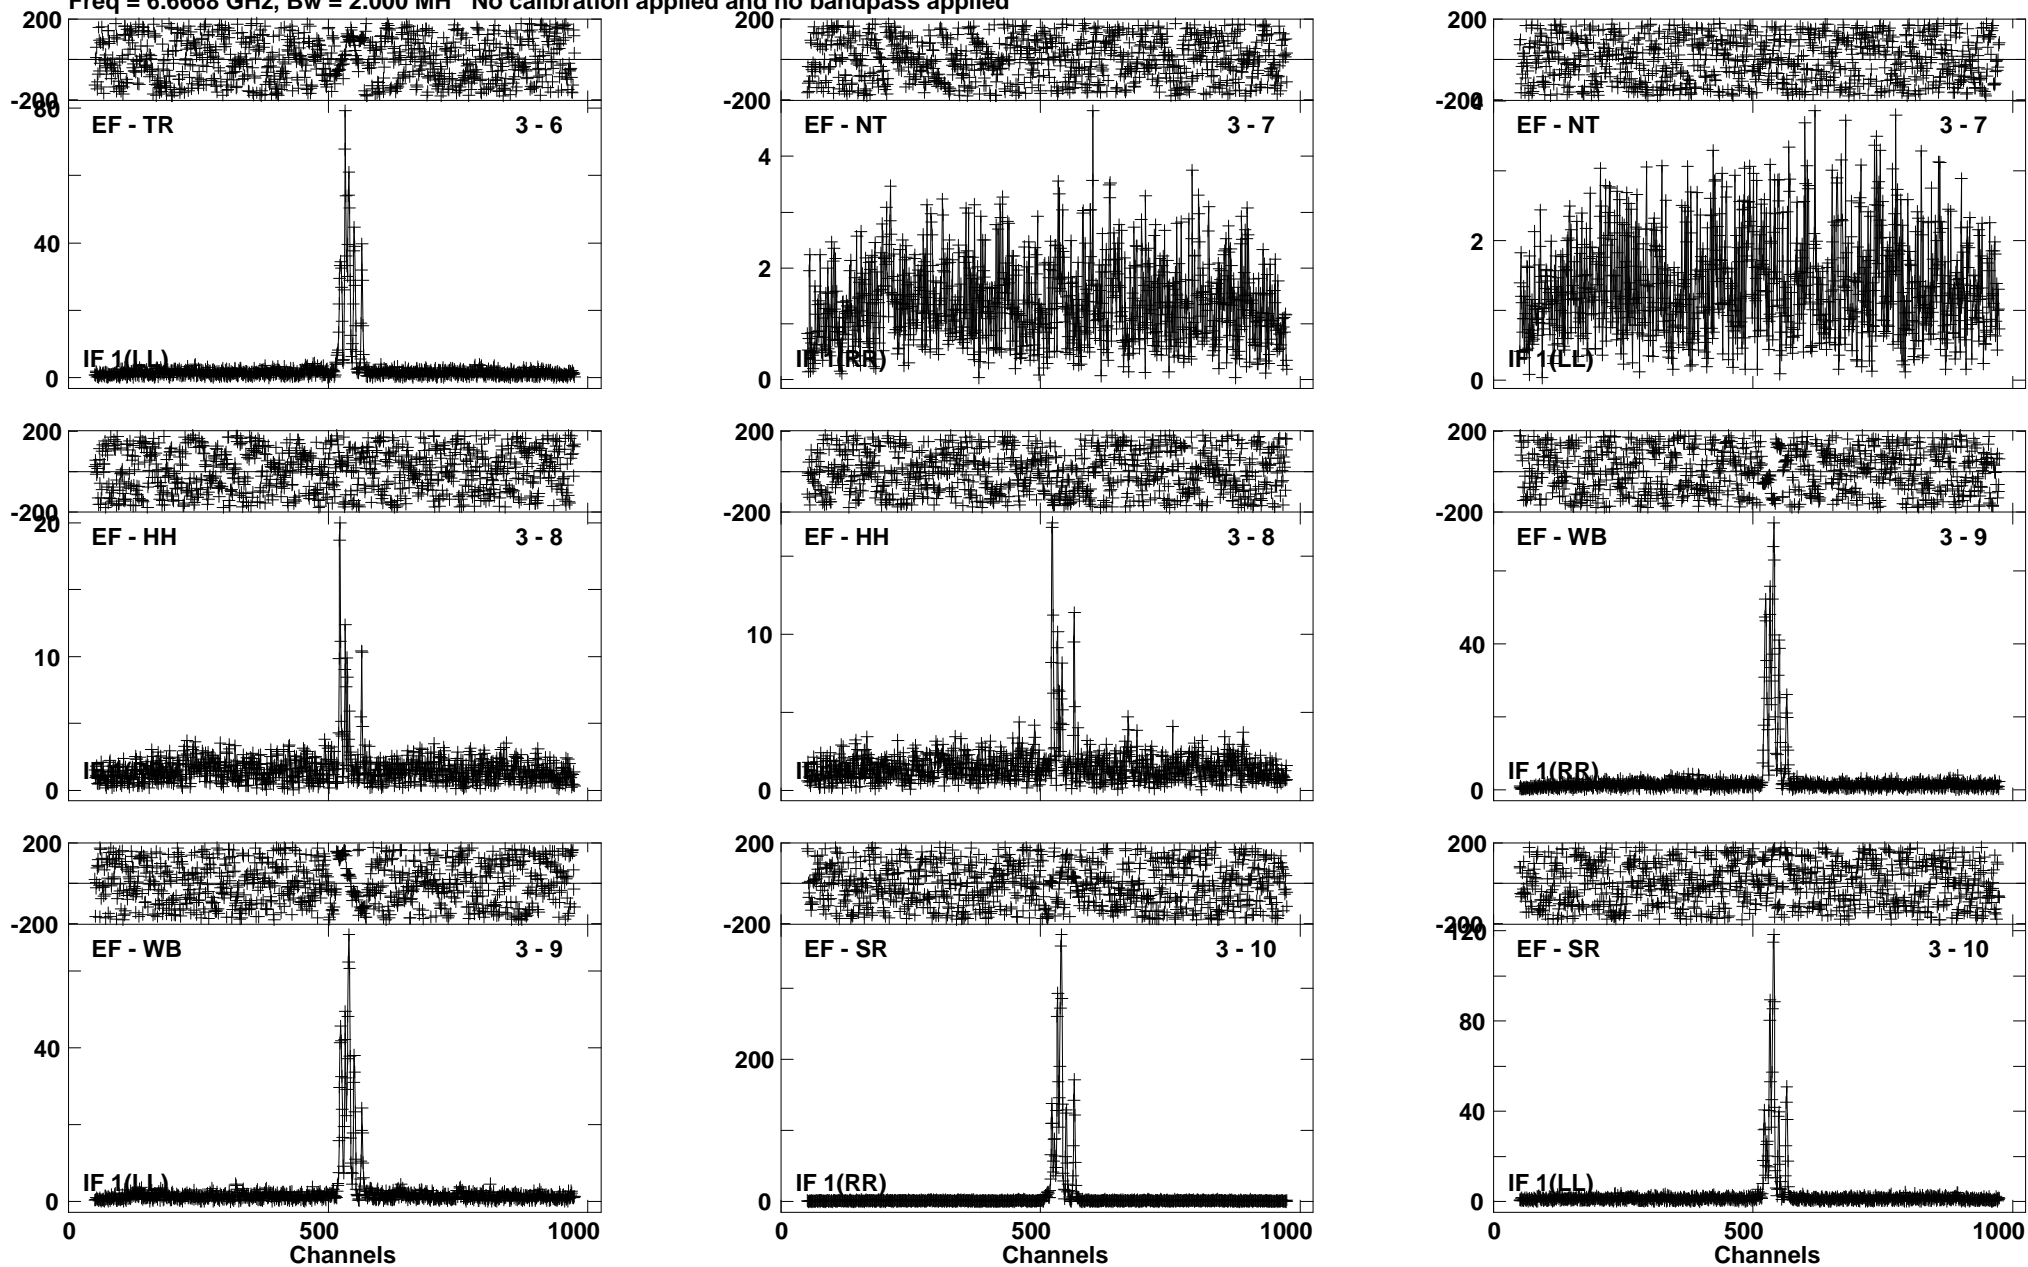 Freq = 6.6668 GHz, Bw = 2.000 MH No calibration applied and no bandpass applied
200
-200
80
40
0
EF - TR 3 - 6
IF 1(LL)
200
-200
4
2
0
EF - NT 3 - 7
IF 1(RR)
200
-200
4
2
0
EF - NT 3 - 7
IF 1(LL)
200
-200
20
10
0
EF - HH 3 - 8
200
-200
10
0
EF - HH 3 - 8
200
-200
40
0
EF - WB 3 - 9
IF 1(RR)
200
-200
40
0
EF - WB 3 - 9
IF 1(LL)
0 500 1000
Channels
200
-200
200
0
EF - SR 3 - 10
IF 1(RR)
0 500 1000
Channels
200
-200
120
80
40
0
EF - SR 3 - 10
IF 1(LL)
0 500 1000
Channels